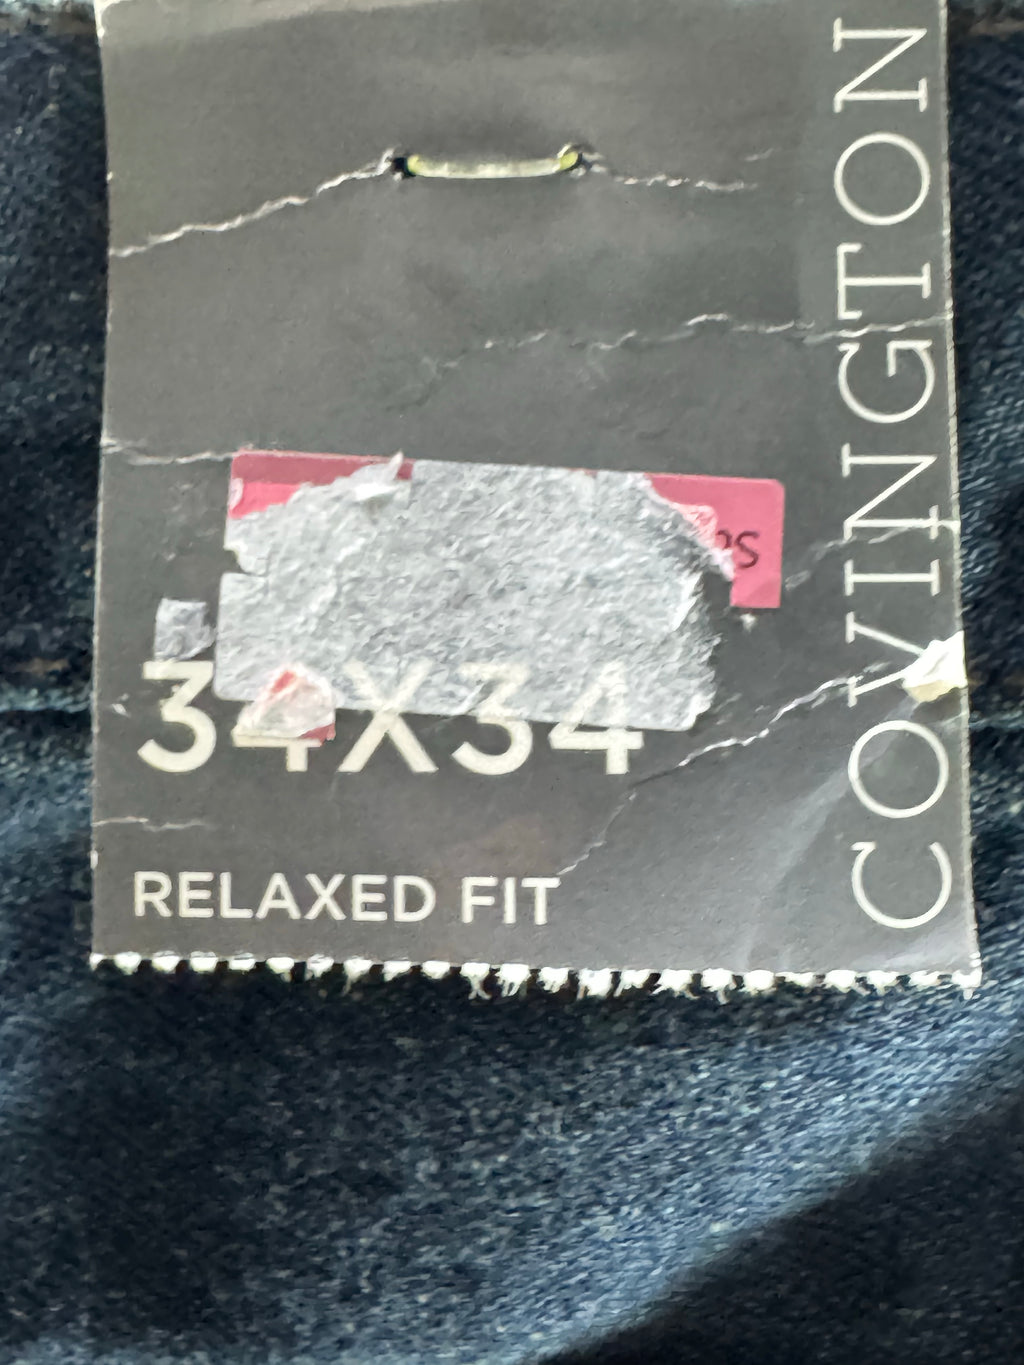 34X34
RELAXED FIT
COVINGTON